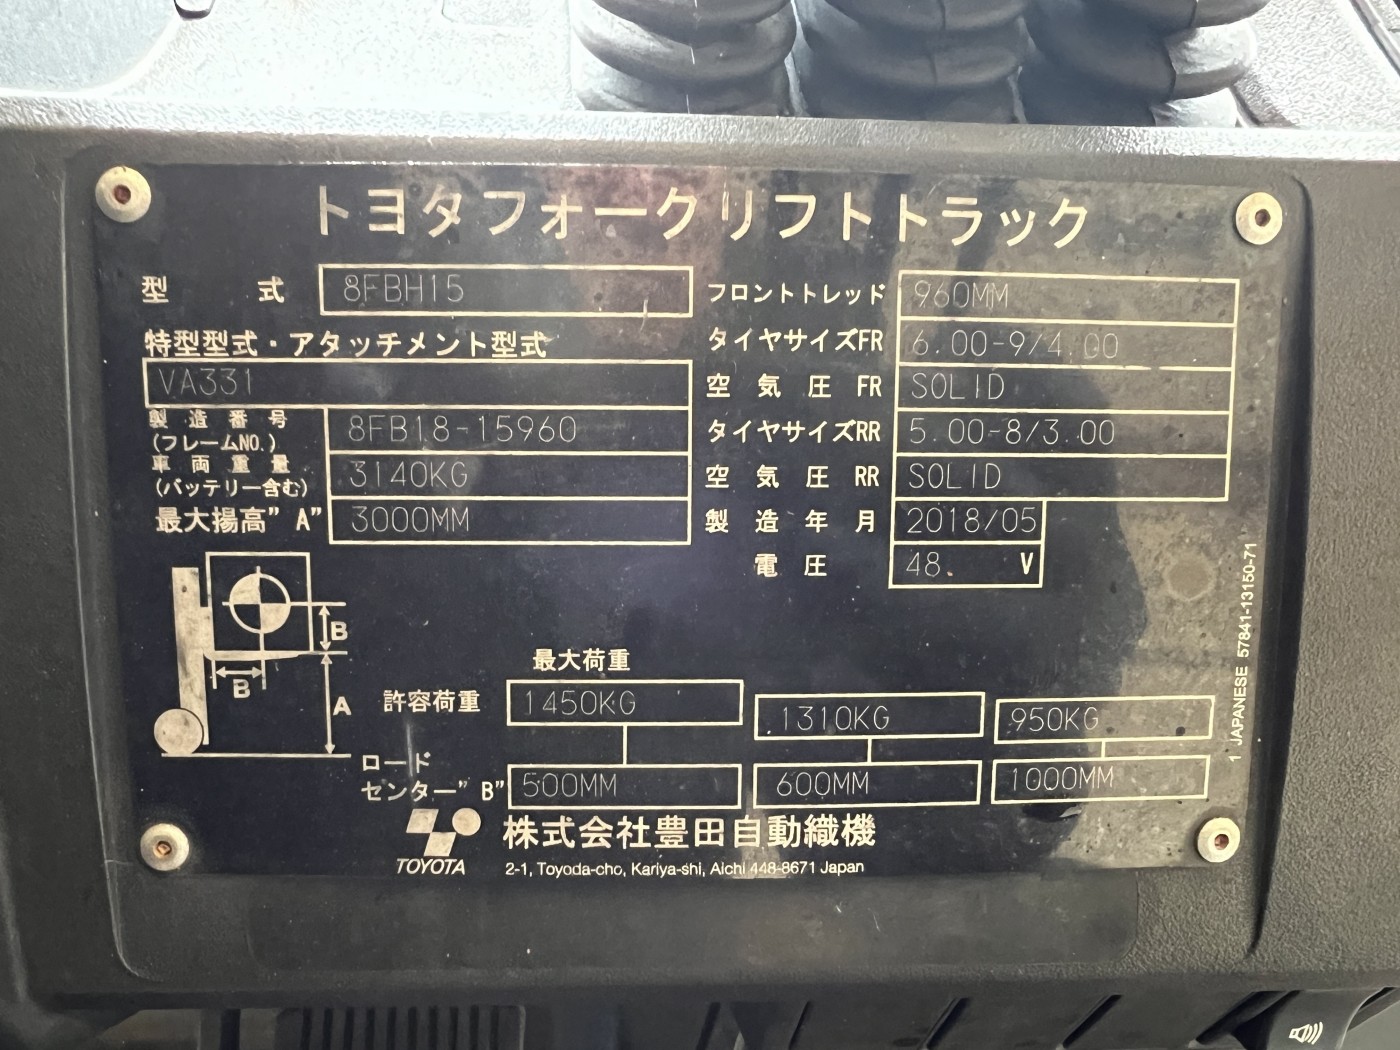 トヨタフォークリフトトラック
型 式 8FBH15
特型型式・アタッチメント型式
VA331
製造番号
(フレームNO.) 8FB18-15960
車両重量
(バッテリー含む) 3140KG
最大揚高"A" 3000MM
フロントトレッド 960MM
タイヤサイズFR 6.00-9/4.00
空気圧 FR SOLID
タイヤサイズRR 5.00-8/3.00
空気圧 RR SOLID
製造年月 2018/05
電圧 48. V
B
B
A
最大荷重
許容荷重 1450KG 1310KG 950KG
ロード
センター"B" 500MM 600MM 1000MM
TOYOTA
株式会社豊田自動織機
2-1, Toyoda-cho, Kariya-shi, Aichi 448-8671 Japan
1 JAPANESE 57841-13150-71